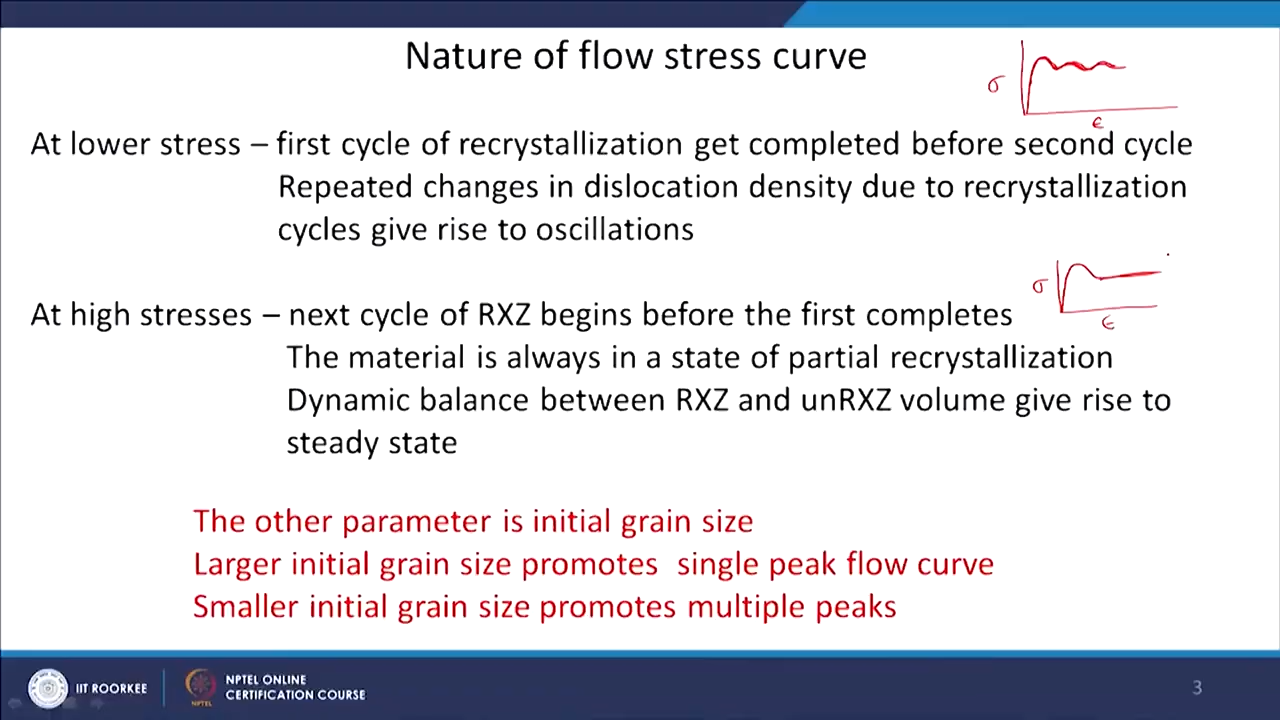 Nature of flow stress curve
σ
ϵ
At lower stress – first cycle of recrystallization get completed before second cycle
Repeated changes in dislocation density due to recrystallization
cycles give rise to oscillations
σ
ϵ
At high stresses – next cycle of RXZ begins before the first completes
The material is always in a state of partial recrystallization
Dynamic balance between RXZ and unRXZ volume give rise to
steady state
The other parameter is initial grain size
Larger initial grain size promotes single peak flow curve
Smaller initial grain size promotes multiple peaks
IIT ROORKEE
NPTEL
NPTEL ONLINE
CERTIFICATION COURSE
3